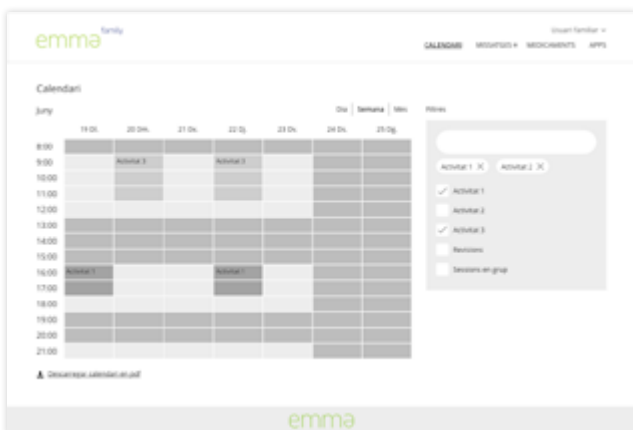 emma family
Usuari familiar
CALENDARI MISSATGES MEDICAMENTS APPS
Calendari
Juny
Dia | Setmana | Mes
Filtres
19 Dl. 20 Dm. 21 Dc. 22 Dj. 23 Ds. 24 Ds. 25 Dg.
8:00
9:00 Activitat 3 Activitat 3
10:00
11:00
12:00
13:00
14:00
15:00
16:00 Activitat 1 Activitat 1
17:00
18:00
19:00
20:00
21:00
Activitat 1 X Activitat 2 X
Activitat 1
Activitat 2
Activitat 3
Revisions
Sessions en grup
Descarregar calendari en pdf
emma